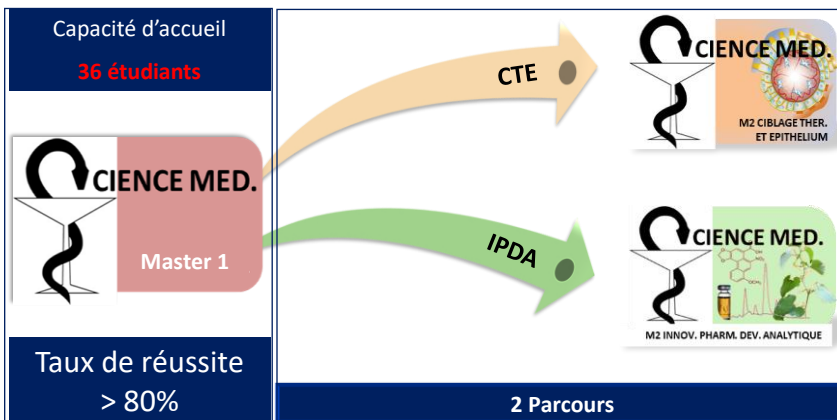 Capacité d'accueil
36 étudiants
CIENCE MED.
Master 1
Taux de réussite
> 80%
CTE
IPDA
CIENCE MED.
M2 CIBLAGE THER.
ET EPITHELIUM
CIENCE MED.
M2 INNOV. PHARM. DEV. ANALYTIQUE
2 Parcours